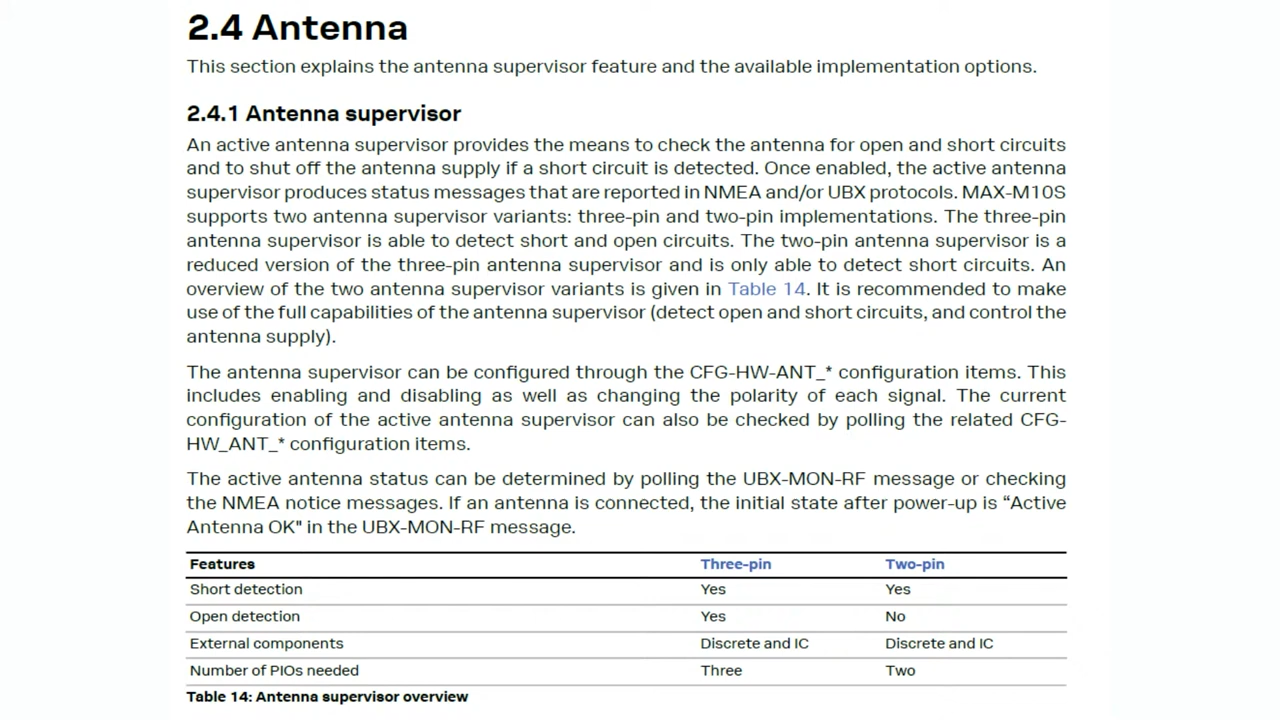 2.4 Antenna
This section explains the antenna supervisor feature and the available implementation options.
2.4.1 Antenna supervisor
An active antenna supervisor provides the means to check the antenna for open and short circuits
and to shut off the antenna supply if a short circuit is detected. Once enabled, the active antenna
supervisor produces status messages that are reported in NMEA and/or UBX protocols. MAX-M10S
supports two antenna supervisor variants: three-pin and two-pin implementations. The three-pin
antenna supervisor is able to detect short and open circuits. The two-pin antenna supervisor is a
reduced version of the three-pin antenna supervisor and is only able to detect short circuits. An
overview of the two antenna supervisor variants is given in Table 14. It is recommended to make
use of the full capabilities of the antenna supervisor (detect open and short circuits, and control the
antenna supply).
The antenna supervisor can be configured through the CFG-HW-ANT_* configuration items. This
includes enabling and disabling as well as changing the polarity of each signal. The current
configuration of the active antenna supervisor can also be checked by polling the related CFG-
HW_ANT_* configuration items.
The active antenna status can be determined by polling the UBX-MON-RF message or checking
the NMEA notice messages. If an antenna is connected, the initial state after power-up is “Active
Antenna OK" in the UBX-MON-RF message.
Features Three-pin Two-pin
Short detection Yes Yes
Open detection Yes No
External components Discrete and IC Discrete and IC
Number of PIOs needed Three Two
Table 14: Antenna supervisor overview